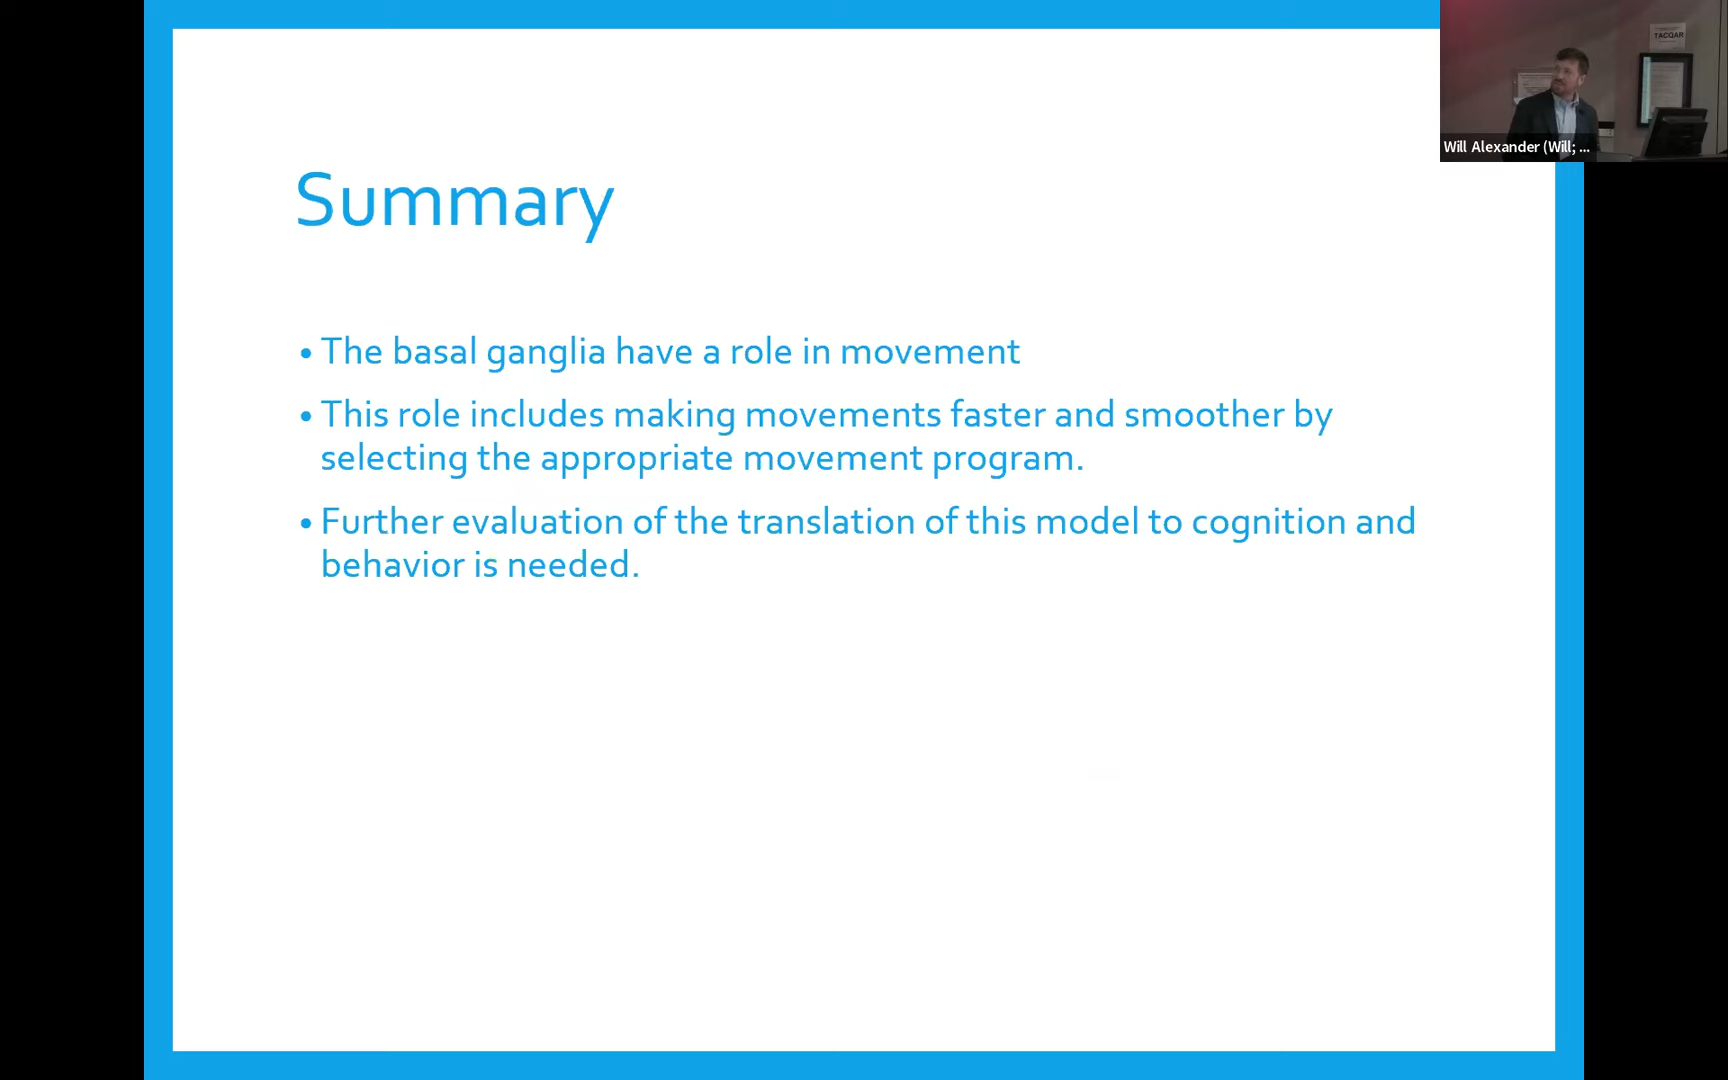 Summary
• The basal ganglia have a role in movement
• This role includes making movements faster and smoother by
selecting the appropriate movement program.
• Further evaluation of the translation of this model to cognition and
behavior is needed.
TACQAR
Will Alexander (Will; ...